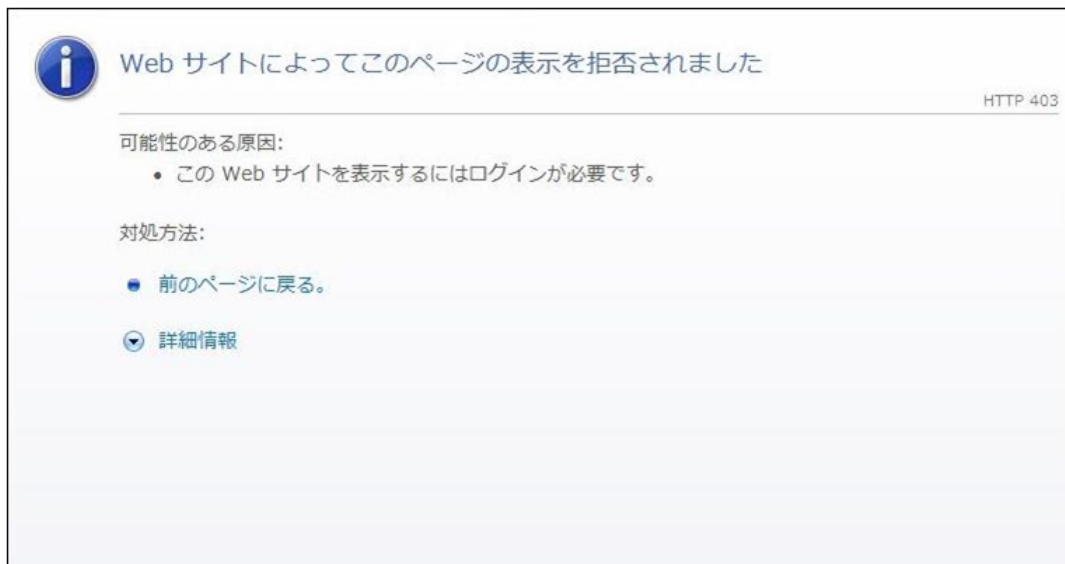 Web サイトによってこのページの表示を拒否されました
HTTP 403
可能性のある原因:
• この Web サイトを表示するにはログインが必要です。
対処方法:
前のページに戻る。
詳細情報